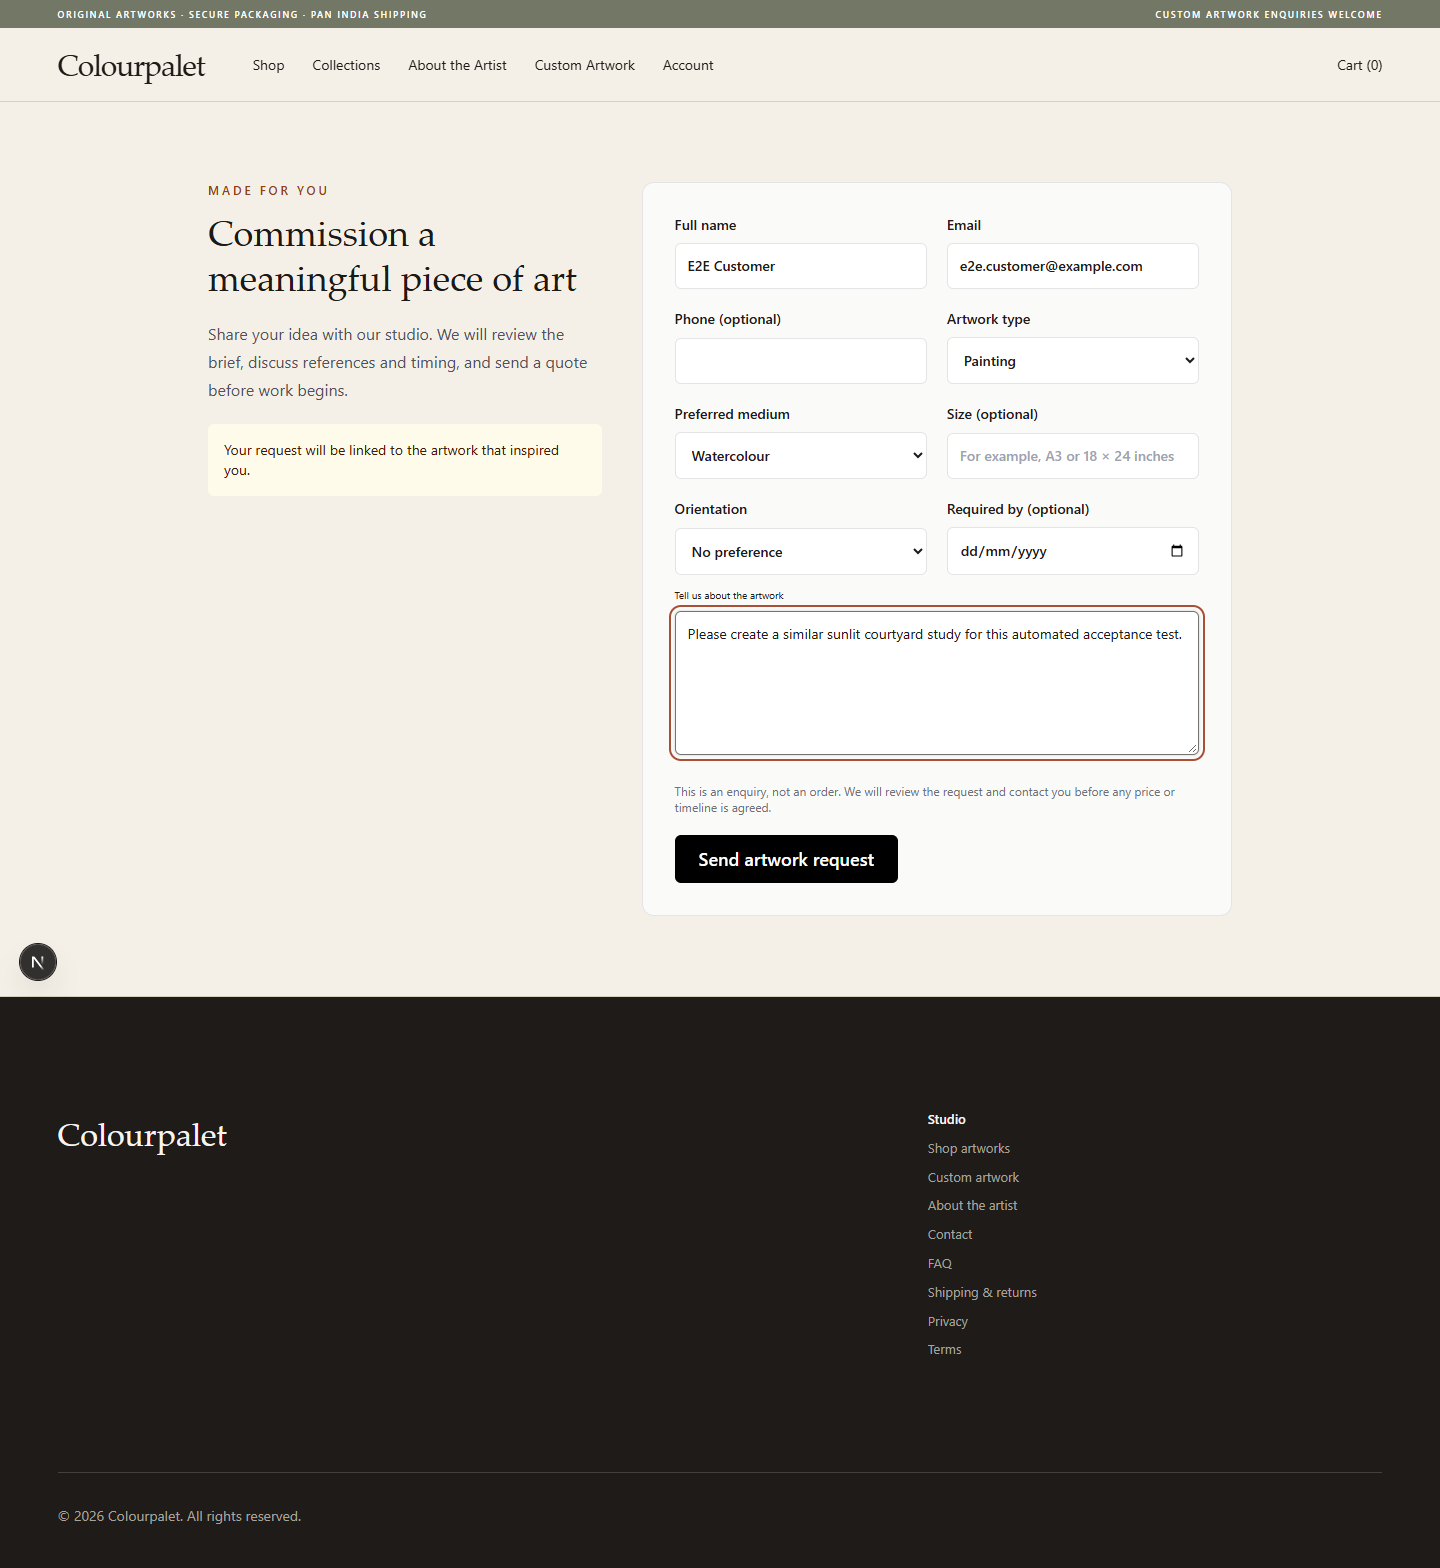 ORIGINAL ARTWORKS · SECURE PACKAGING · PAN INDIA SHIPPING
CUSTOM ARTWORK ENQUIRIES WELCOME
Colourpalet
Shop
Collections
About the Artist
Custom Artwork
Account
Cart (0)
MADE FOR YOU
Commission a
meaningful piece of art
Share your idea with our studio. We will review the
brief, discuss references and timing, and send a quote
before work begins.
Your request will be linked to the artwork that inspired
you.
Full name
Email
E2E Customer
e2e.customer@example.com
Phone (optional)
Artwork type
Painting
Preferred medium
Size (optional)
Watercolour
For example, A3 or 18 × 24 inches
Orientation
Required by (optional)
No preference
dd/mm/yyyy
Tell us about the artwork
Please create a similar sunlit courtyard study for this automated acceptance test.
This is an enquiry, not an order. We will review the request and contact you before any price or
timeline is agreed.
Send artwork request
N
Colourpalet
Studio
Shop artworks
Custom artwork
About the artist
Contact
FAQ
Shipping & returns
Privacy
Terms
© 2026 Colourpalet. All rights reserved.